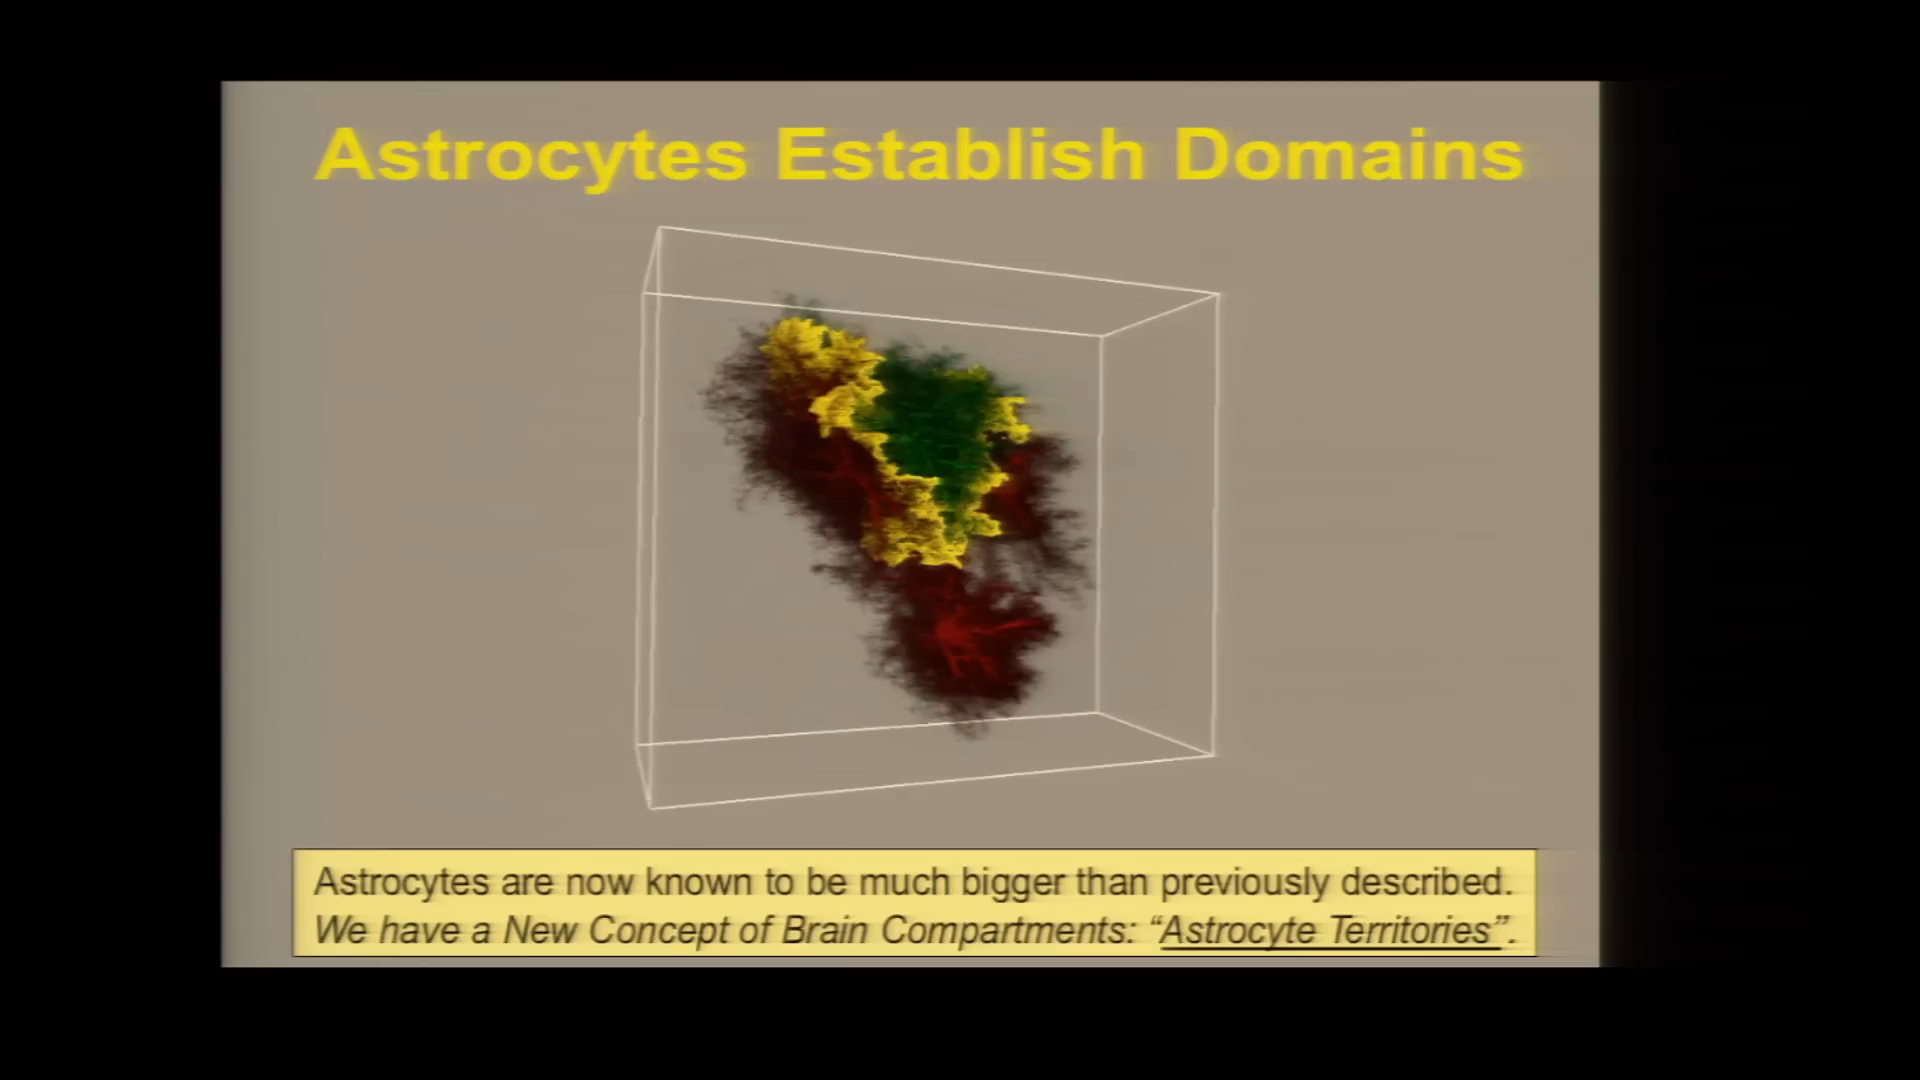 Astrocytes Establish Domains
Astrocytes are now known to be much bigger than previously described.
We have a New Concept of Brain Compartments: “Astrocyte Territories”.